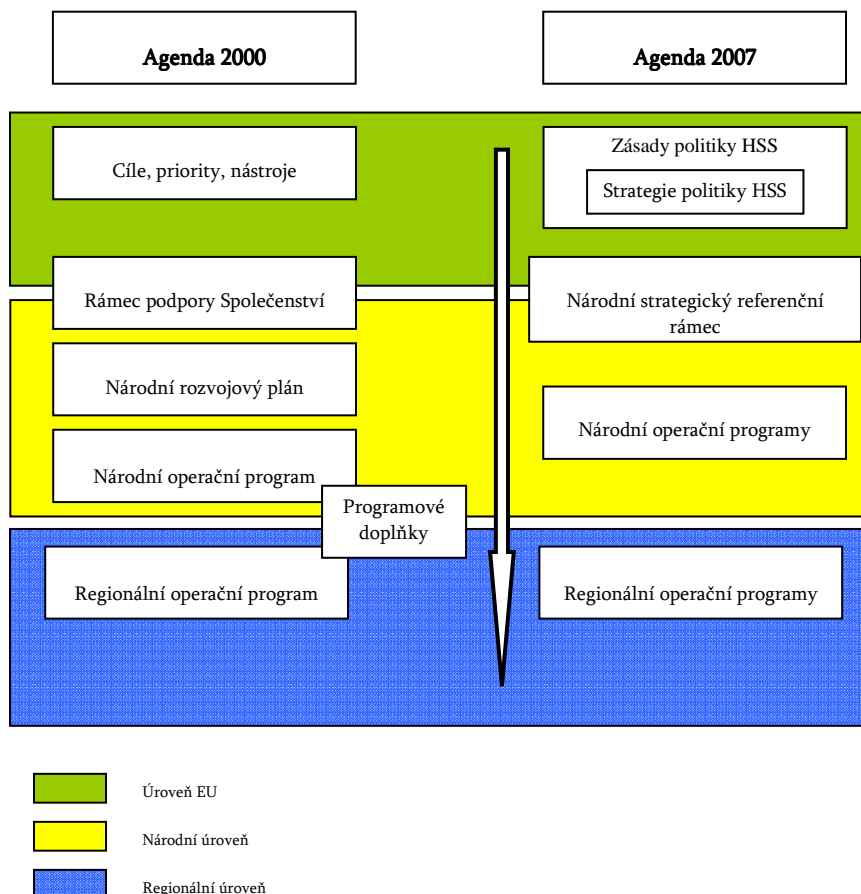 Agenda 2000
Agenda 2007
Cíle, priority, nástroje
Zásady politiky HSS
Strategie politiky HSS
Rámec podpory Společenství
Národní strategický referenční
rámec
Národní rozvojový plán
Národní operační programy
Národní operační program
Programové
doplňky
Regionální operační program
Regionální operační programy
Úroveň EU
Národní úroveň
Regionální úroveň